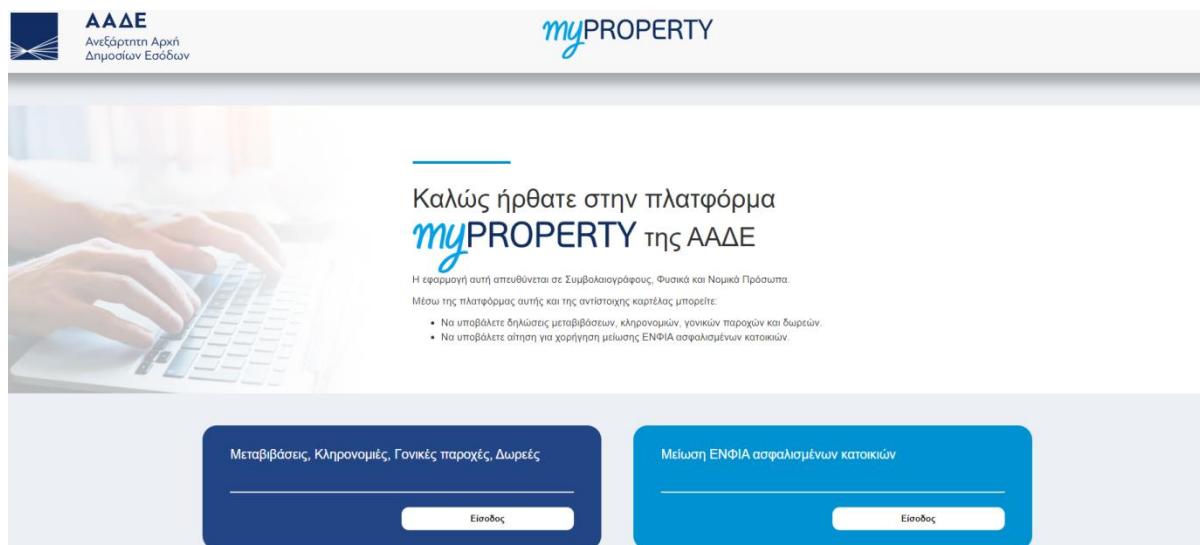 ΑΑΔΕ
Ανεξάρτητη Αρχή
Δημοσίων Εσόδων
myPROPERTY
Καλώς ήρθατε στην πλατφόρμα
myPROPERTY της ΑΑΔΕ
Η εφαρμογή αυτή απευθύνεται σε Συμβολαιογράφους, Φυσικά και Νομικά Πρόσωπα.
Μέσω της πλατφόρμας αυτής και της αντίστοιχης καρτέλας μπορείτε:
• Να υποβάλετε δηλώσεις μεταβιβάσεων, κληρονομιών, γονικών παροχών και δωρεών.
• Να υποβάλετε αίτηση για χορήγηση μείωσης ΕΝΦΙΑ ασφαλισμένων κατοικιών.
Μεταβιβάσεις, Κληρονομιές, Γονικές παροχές, Δωρεές
Είσοδος
Μείωση ΕΝΦΙΑ ασφαλισμένων κατοικιών
Είσοδος